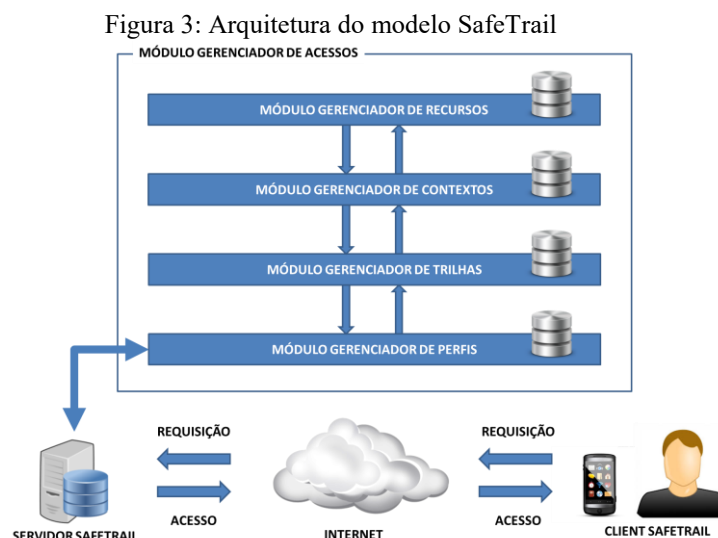 Figura 3: Arquitetura do modelo SafeTrail
MÓDULO GERENCIADOR DE ACESSOS
MÓDULO GERENCIADOR DE RECURSOS
MÓDULO GERENCIADOR DE CONTEXTOS
MÓDULO GERENCIADOR DE TRILHAS
MÓDULO GERENCIADOR DE PERFIS
REQUISIÇÃO
REQUISIÇÃO
ACESSO
ACESSO
SERVIDOR SAFETRAIL
INTERNET
CLIENT SAFETRAIL